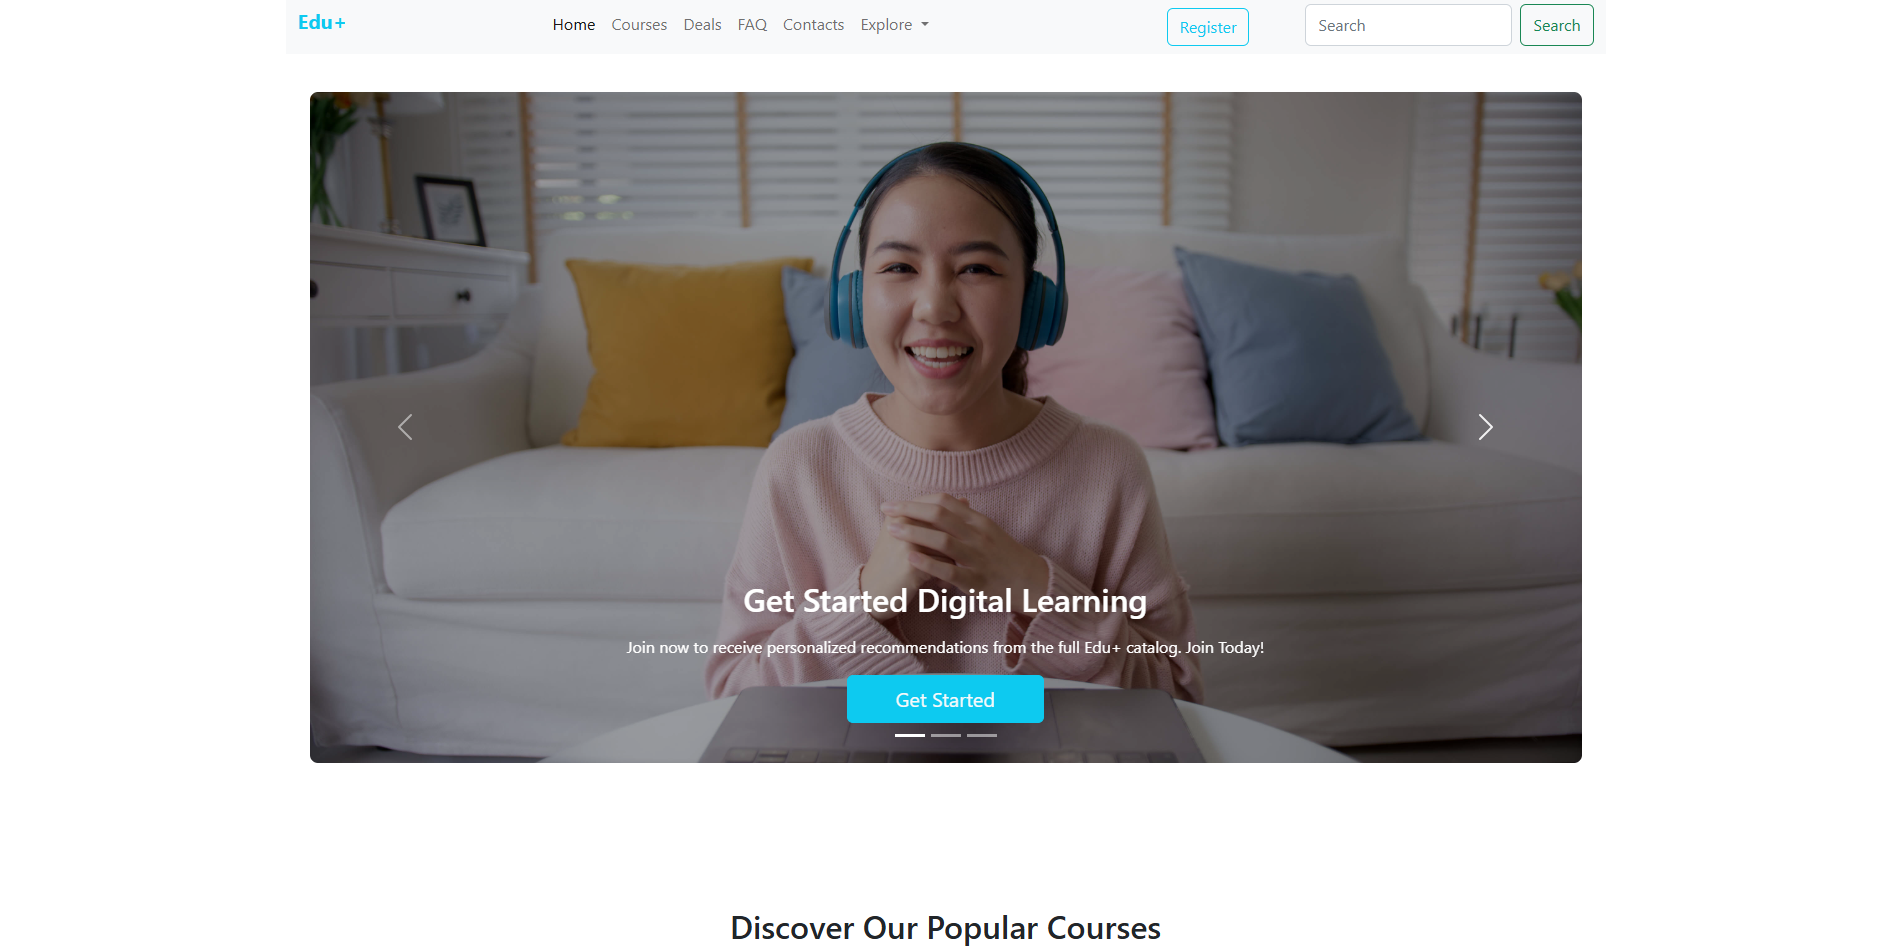 Edu+
Home Courses Deals FAQ Contacts Explore
Register
Search
Search
Get Started Digital Learning
Join now to receive personalized recommendations from the full Edu+ catalog. Join Today!
Get Started
Discover Our Popular Courses